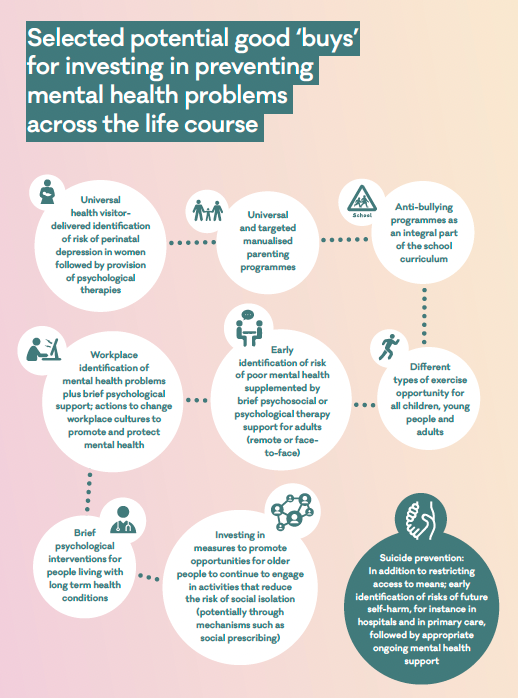 Selected potential good ‘buys’
for investing in preventing
mental health problems
across the life course
Universal
health visitor-
delivered identification
of risk of perinatal
depression in women
followed by provision
of psychological
therapies
Universal
and targeted
manualised
parenting
programmes
School
Anti-bullying
programmes as
an integral part
of the school
curriculum
Different
types of exercise
opportunity for
all children, young
people and
adults
Early
identification of risk
of poor mental health
supplemented by
brief psychosocial or
psychological therapy
support for adults
(remote or face-
to-face)
Workplace
identification of
mental health problems
plus brief psychological
support; actions to change
workplace cultures to
promote and protect
mental health
Brief
psychological
interventions for
people living with
long term health
conditions
Investing in
measures to promote
opportunities for older
people to continue to engage
in activities that reduce
the risk of social isolation
(potentially through
mechanisms such as
social prescribing)
Suicide prevention:
In addition to restricting
access to means; early
identification of risks of future
self-harm, for instance in
hospitals and in primary care,
followed by appropriate
ongoing mental health
support